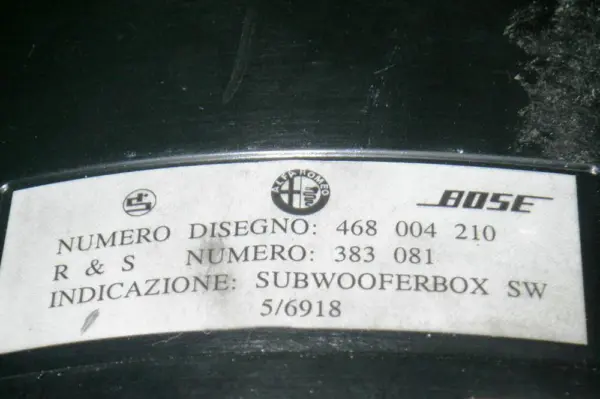 ALFA-ROMEO
BOSE
NUMERO DISEGNO: 468 004 210
R & S NUMERO: 383 081
INDICAZIONE: SUBWOOFERBOX SW
5/6918